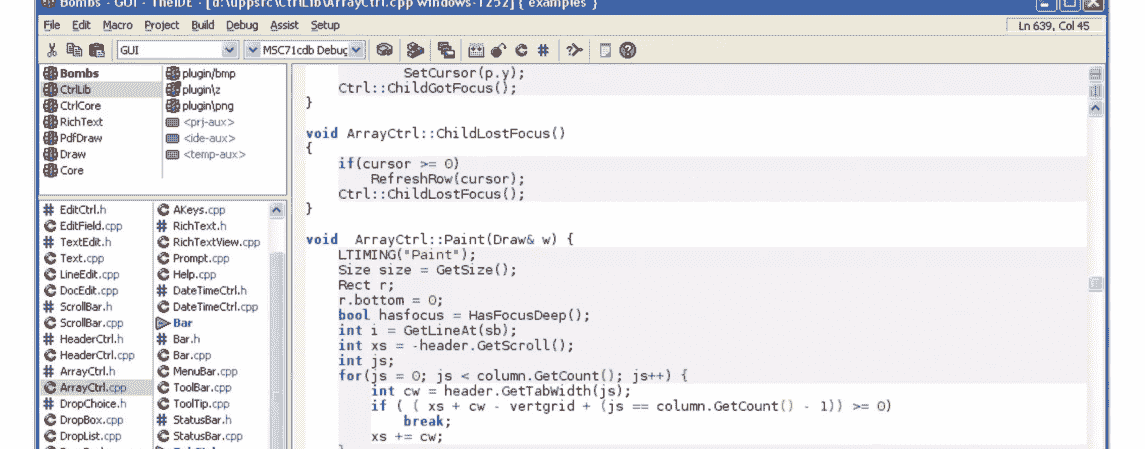 Bombs - GUI - TheIDE - [d:\uppsrc\CtrlLib\ArrayCtrl.cpp windows-1252] { examples }
File Edit Macro Project Build Debug Assist Setup
Ln 639, Col 45
GUI
MSC71cdb Debug
Bombs
CtrlLib
CtrlCore
RichText
PdfDraw
Draw
Core
plugin/bmp
plugin\z
plugin\png
<prj-aux>
<ide-aux>
<temp-aux>
EditCtrl.h
EditField.cpp
TextEdit.h
Text.cpp
LineEdit.cpp
DocEdit.cpp
ScrollBar.h
ScrollBar.cpp
HeaderCtrl.h
HeaderCtrl.cpp
ArrayCtrl.h
ArrayCtrl.cpp
DropChoice.h
DropBox.cpp
DropList.cpp
AKeys.cpp
RichText.h
RichTextView.cpp
Prompt.cpp
Help.cpp
DateTimeCtrl.h
DateTimeCtrl.cpp
Bar
Bar.h
Bar.cpp
MenuBar.cpp
ToolBar.cpp
ToolTip.cpp
StatusBar.h
StatusBar.cpp
SetCursor(p.y);
Ctrl::ChildGotFocus();
}
void ArrayCtrl::ChildLostFocus()
{
if(cursor >= 0)
RefreshRow(cursor);
Ctrl::ChildLostFocus();
}
void ArrayCtrl::Paint(Draw& w) {
LTIMING("Paint");
Size size = GetSize();
Rect r;
r.bottom = 0;
bool hasfocus = HasFocusDeep();
int i = GetLineAt(sb);
int xs = -header.GetScroll();
int js;
for(js = 0; js < column.GetCount(); js++) {
int cw = header.GetTabWidth(js);
if ( ( xs + cw - vertgrid + (js == column.GetCount() - 1)) >= 0)
break;
xs += cw;